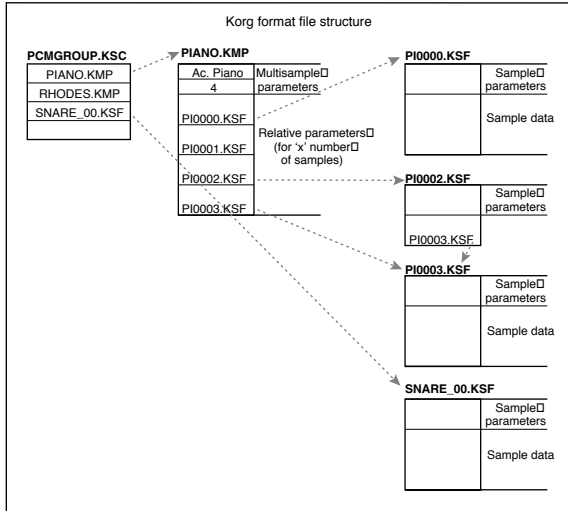 Korg format file structure
PCMGROUP.KSC
PIANO.KMP
RHODES.KMP
SNARE_00.KSF
PIANO.KMP
Ac. Piano
4
PI0000.KSF
PI0001.KSF
PI0002.KSF
PI0003.KSF
Multisample□
parameters
Relative parameters□
(for ‘x’ number□
of samples)
PI0000.KSF
Sample□
parameters
Sample data
PI0002.KSF
Sample□
parameters
PI0003.KSF
PI0003.KSF
Sample□
parameters
Sample data
SNARE_00.KSF
Sample□
parameters
Sample data